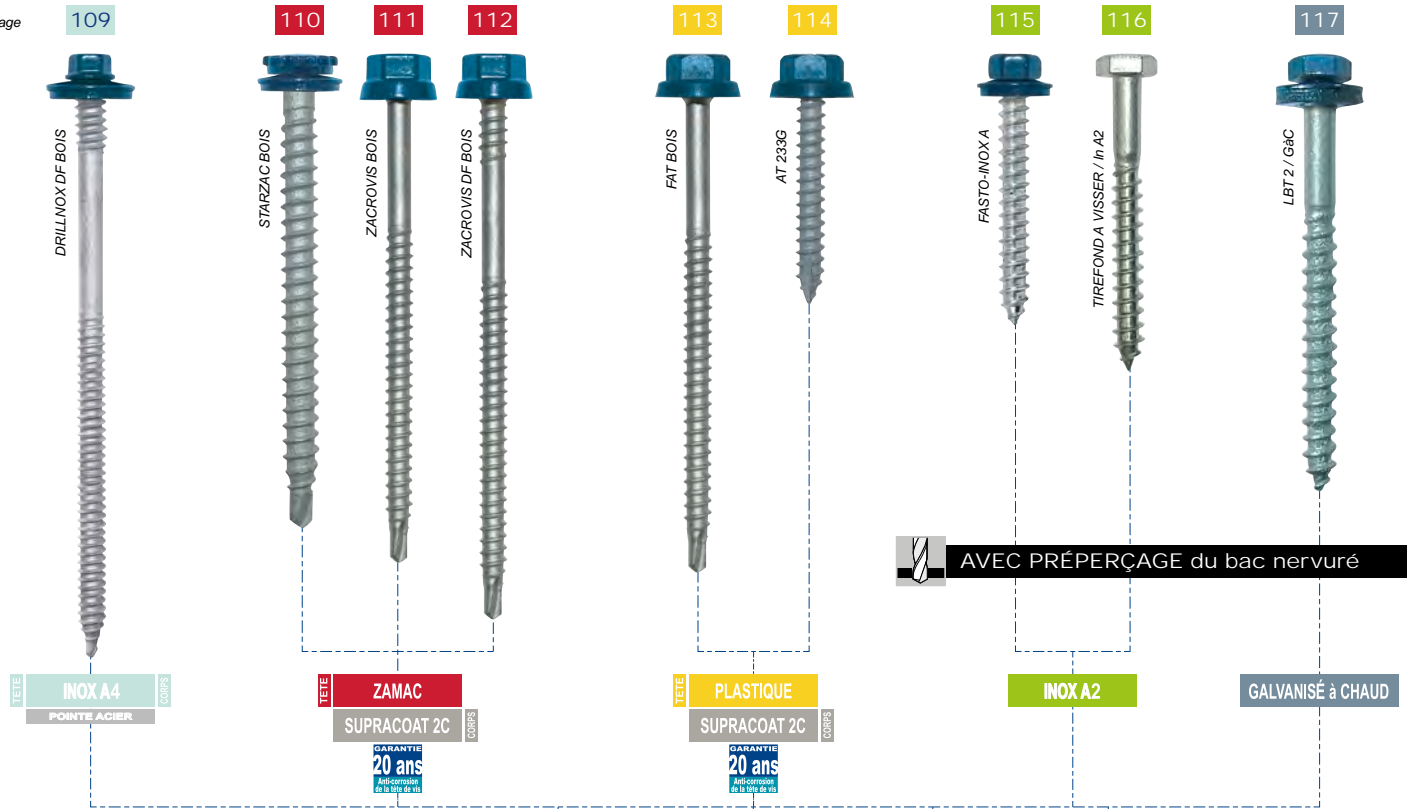 age
109
110
111
112
113
114
115
116
117
DRILLNOX DF BOIS
STARZAC BOIS
ZACROVIS BOIS
ZACROVIS DF BOIS
FAT BOIS
AT 233G
FASTO-INOX A
TIREFOND A VISSER / In A2
LBT 2 / GàC
AVEC PRÉPERÇAGE du bac nervuré
TETE
INOX A4
CORPS
POINTE ACIER
TETE
ZAMAC
SUPRACOAT 2C
CORPS
GARANTIE
20 ans
Anti-corrosion
de la tête de vis
TETE
PLASTIQUE
SUPRACOAT 2C
CORPS
GARANTIE
20 ans
Anti-corrosion
de la tête de vis
INOX A2
GALVANISÉ à CHAUD